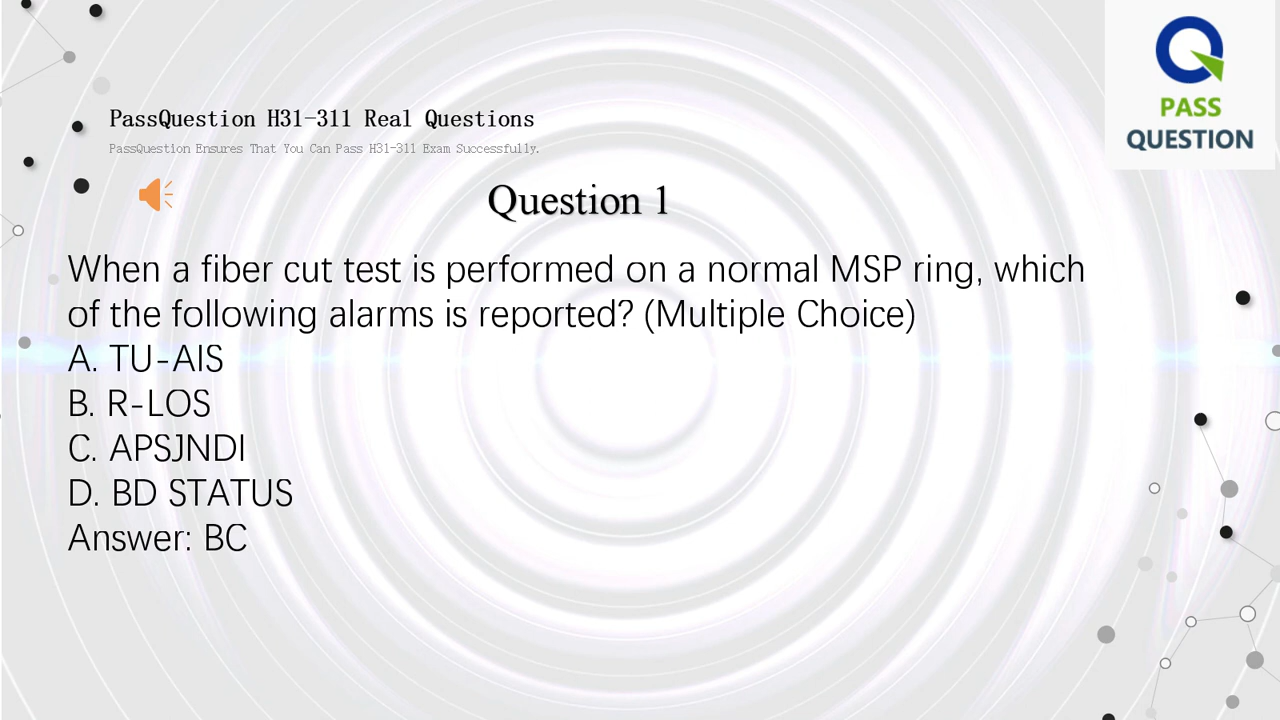 PASS
QUESTION
PassQuestion H31-311 Real Questions
PassQuestion Ensures That You Can Pass H31-311 Exam Successfully.
Question 1
When a fiber cut test is performed on a normal MSP ring, which
of the following alarms is reported? (Multiple Choice)
A. TU-AIS
B. R-LOS
C. APSJNDI
D. BD STATUS
Answer: BC